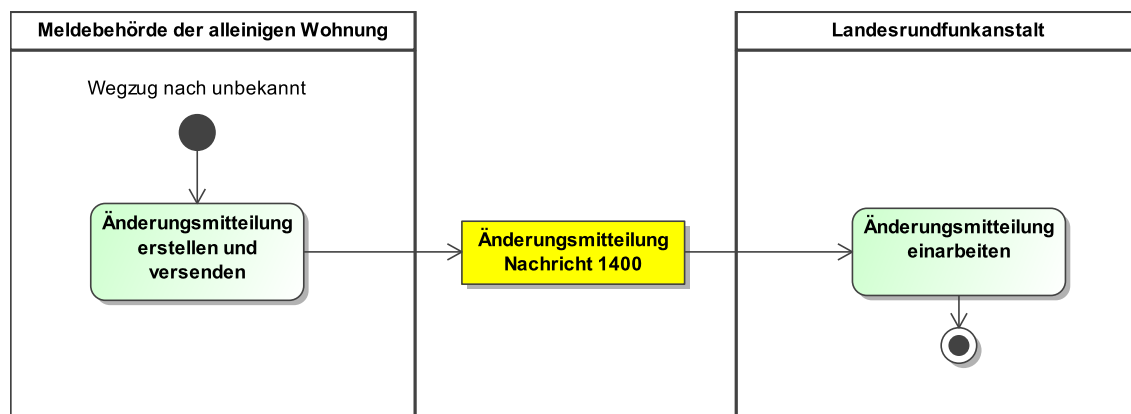 Meldebehörde der alleinigen Wohnung
Landesrundfunkanstalt
Wegzug nach unbekannt
Änderungsmitteilung
erstellen und
versenden
Änderungsmitteilung
Nachricht 1400
Änderungsmitteilung
einarbeiten